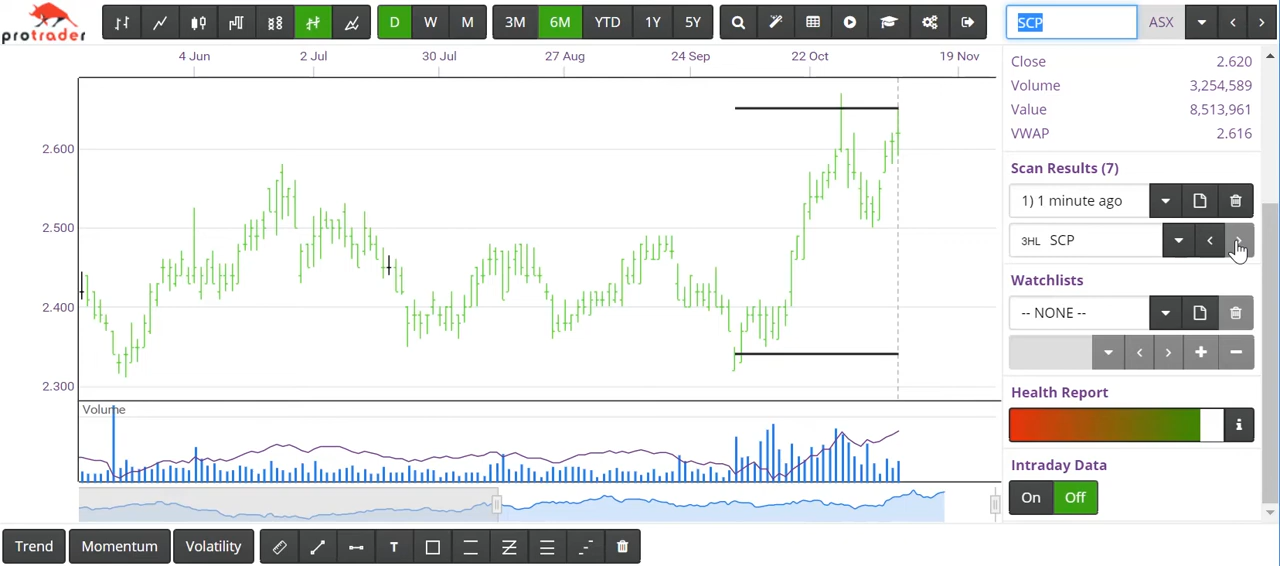 protrader
D W M
3M 6M YTD 1Y 5Y
SCP ASX
4 Jun 2 Jul 30 Jul 27 Aug 24 Sep 22 Oct 19 Nov
2.600
2.500
2.400
2.300
Volume
Close 2.620
Volume 3,254,589
Value 8,513,961
VWAP 2.616
Scan Results (7)
1) 1 minute ago
3HL SCP
Watchlists
-- NONE --
Health Report
Intraday Data
On Off
Trend Momentum Volatility T